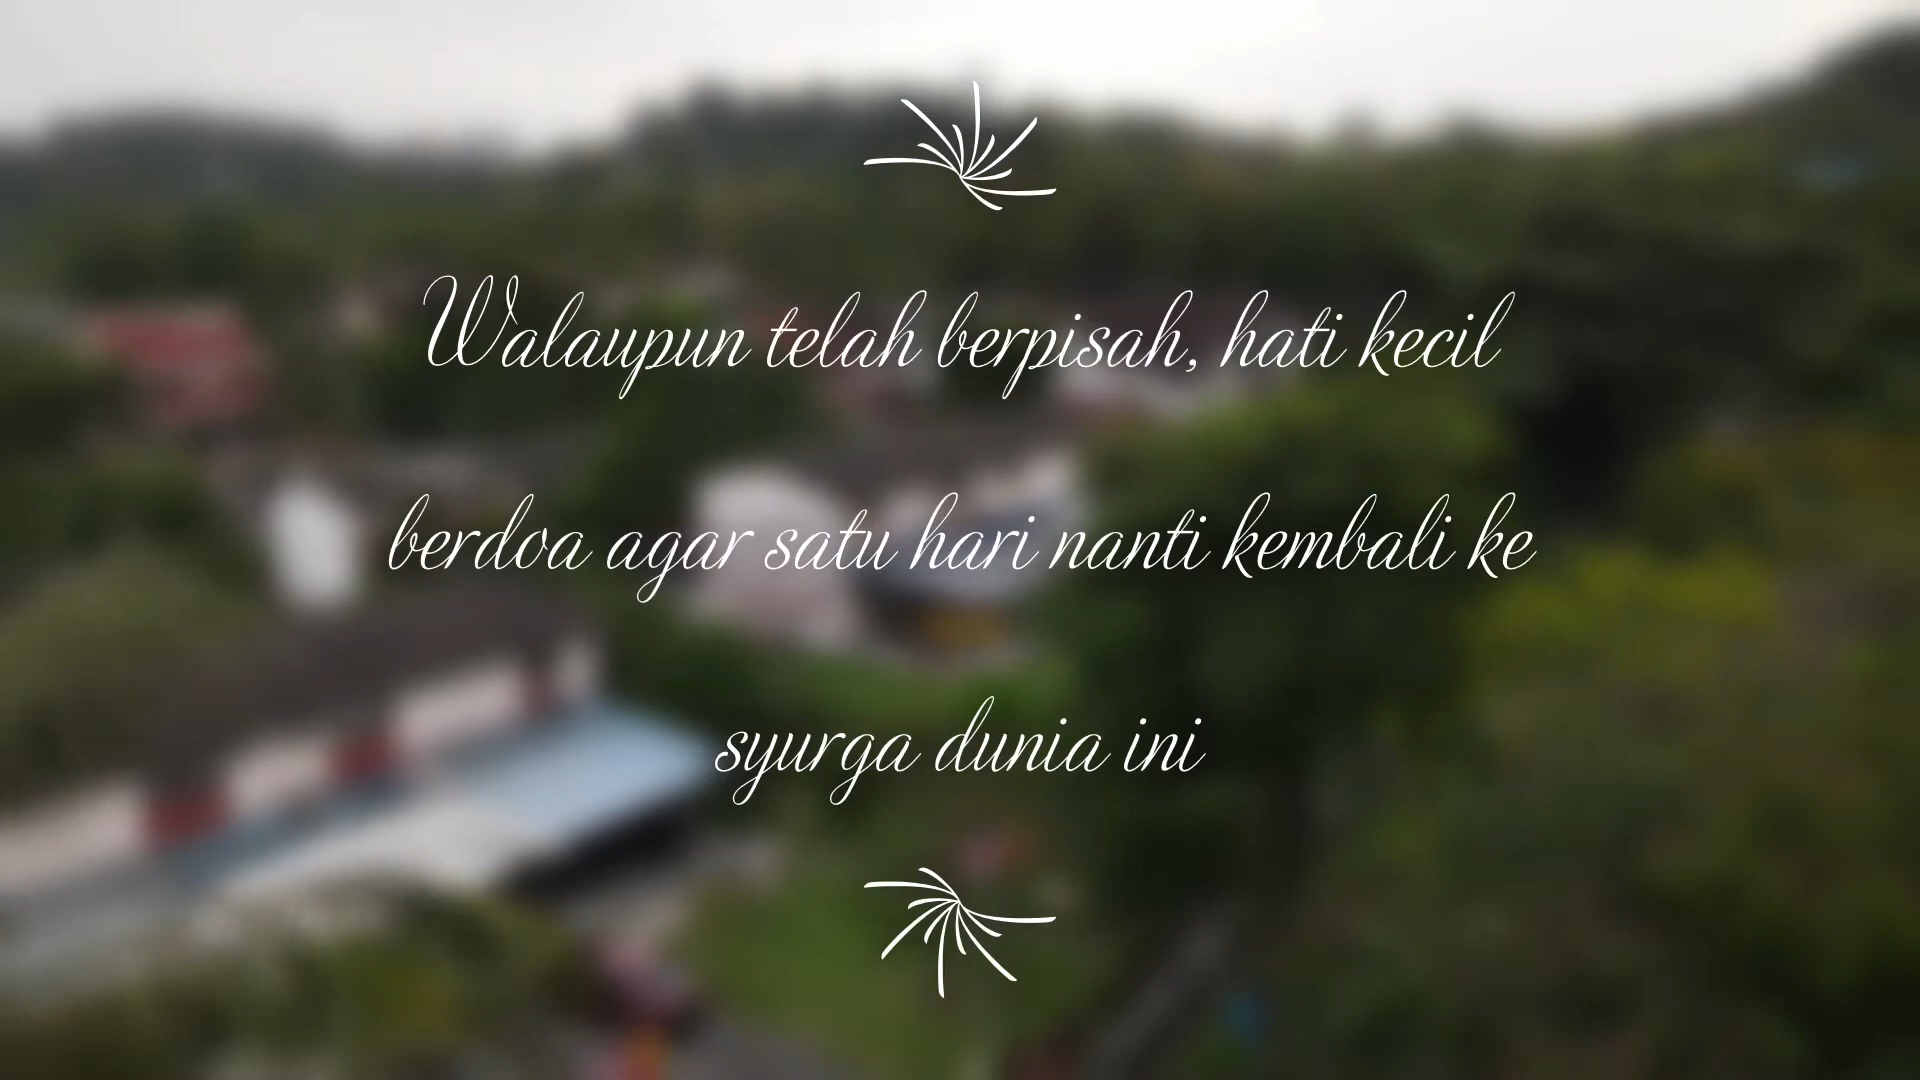 Walaupun telah berpisah, hati kecil
berdoa agar satu hari nanti kembali ke
syurga dunia ini